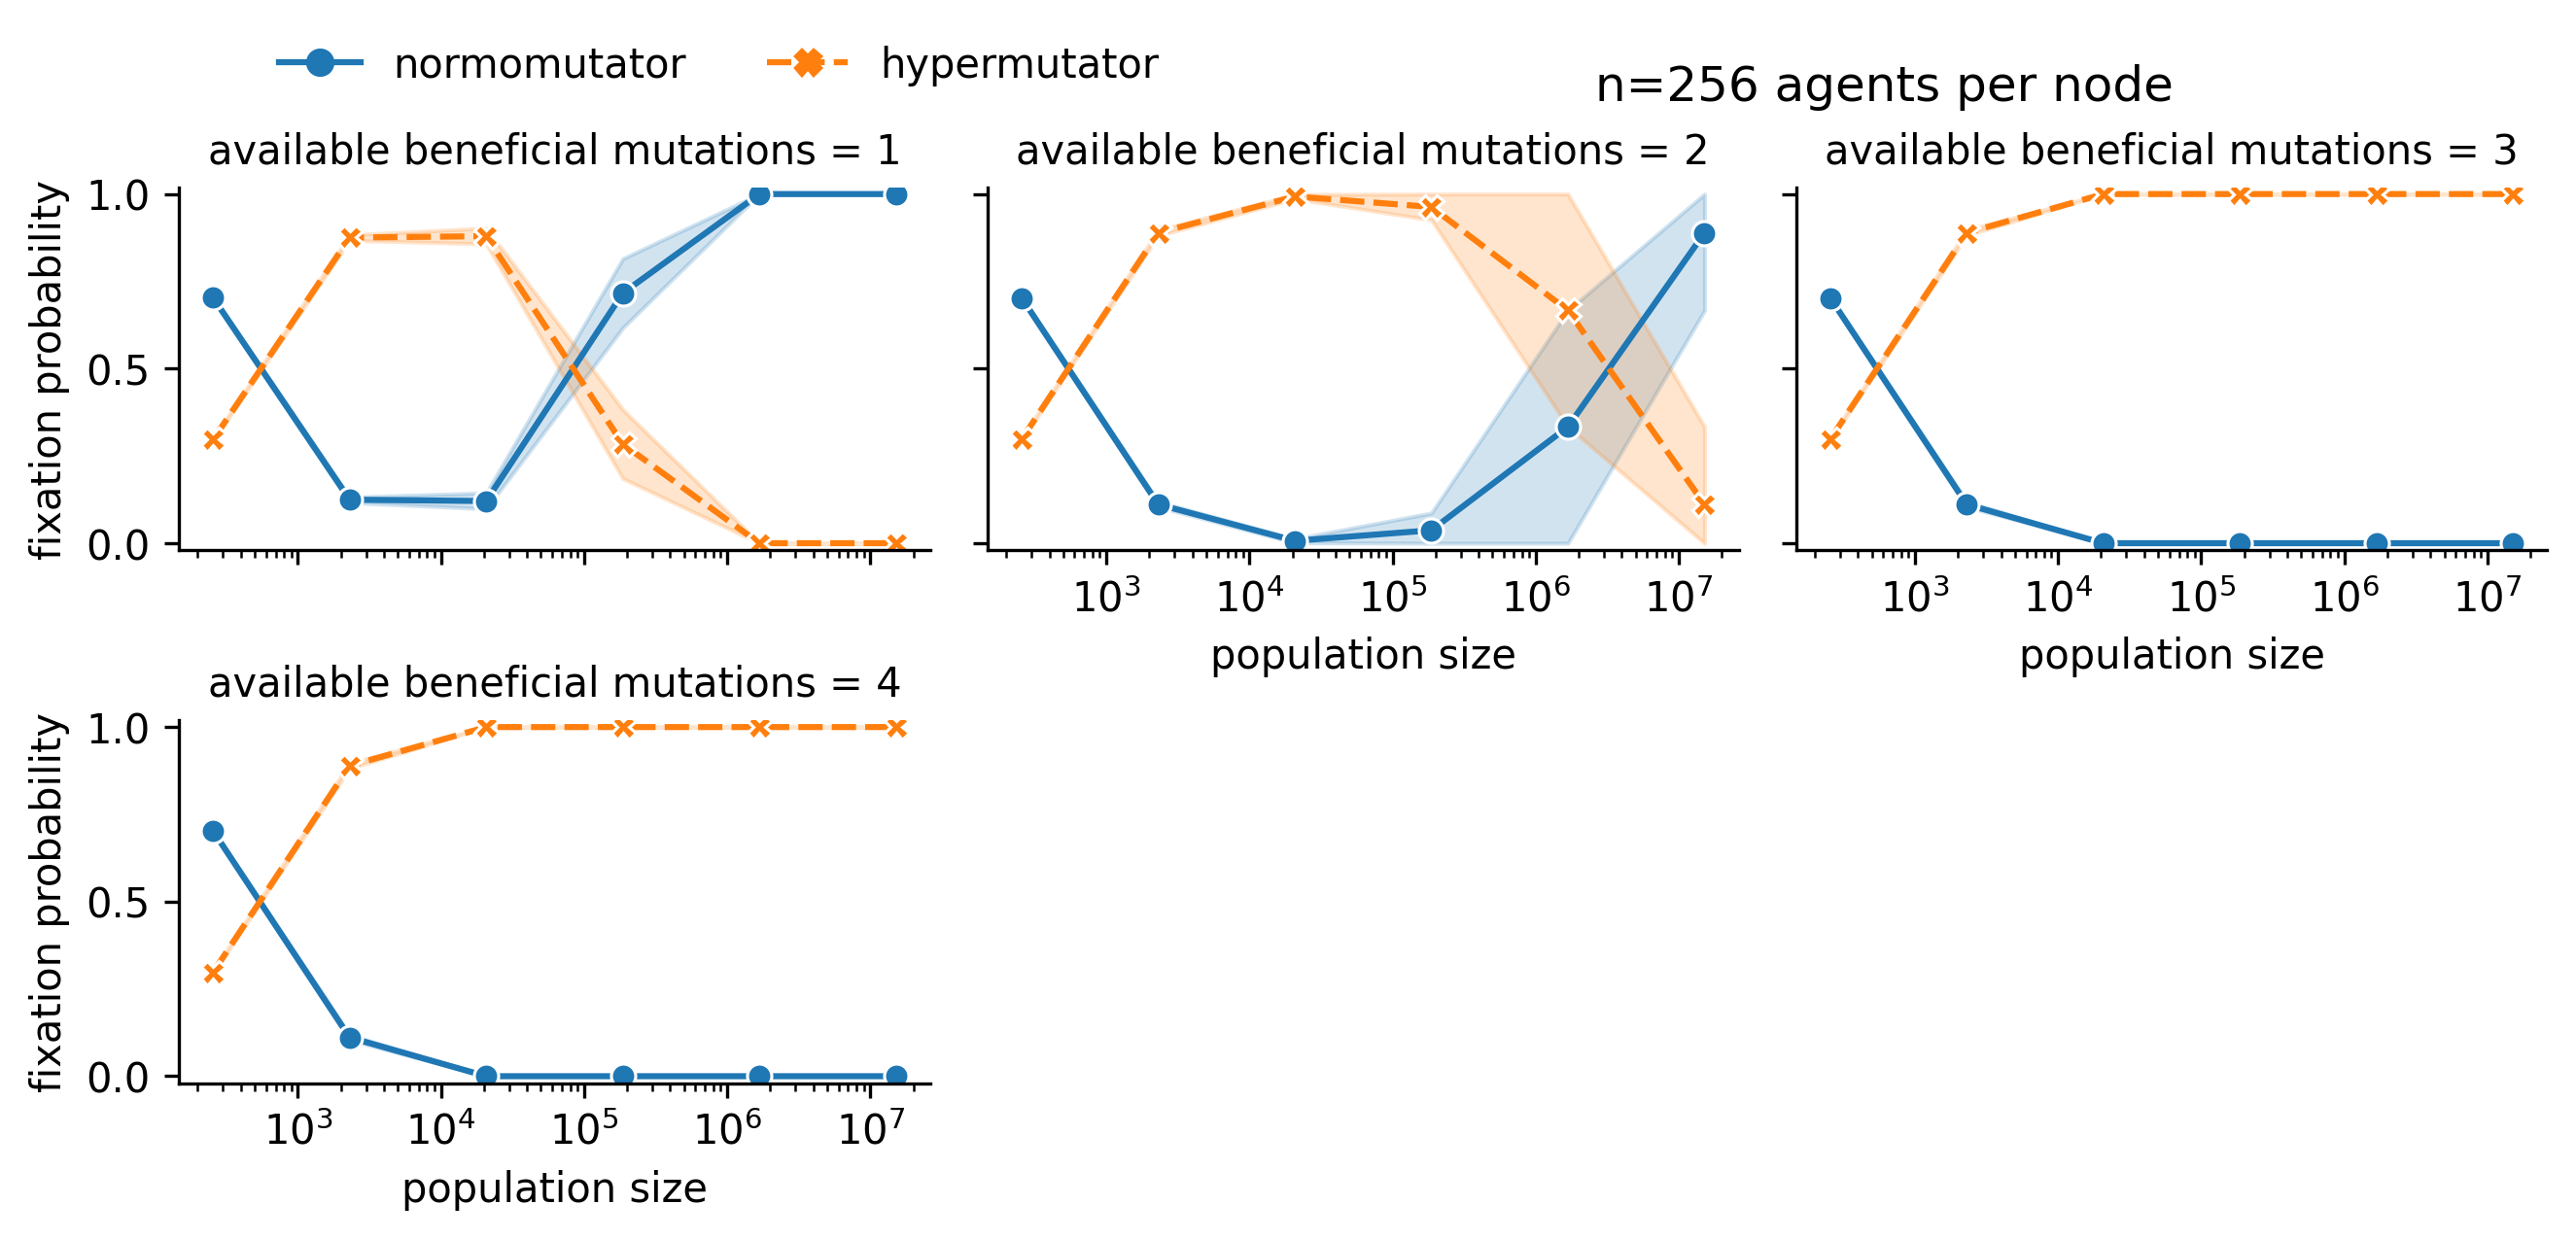 normomutator
hypermutator
n=256 agents per node
available beneficial mutations = 1
available beneficial mutations = 2
available beneficial mutations = 3
fixation probability
1.0
0.5
0.0
10³ 10⁴ 10⁵ 10⁶ 10⁷
population size
10³ 10⁴ 10⁵ 10⁶ 10⁷
population size
available beneficial mutations = 4
fixation probability
1.0
0.5
0.0
10³ 10⁴ 10⁵ 10⁶ 10⁷
population size